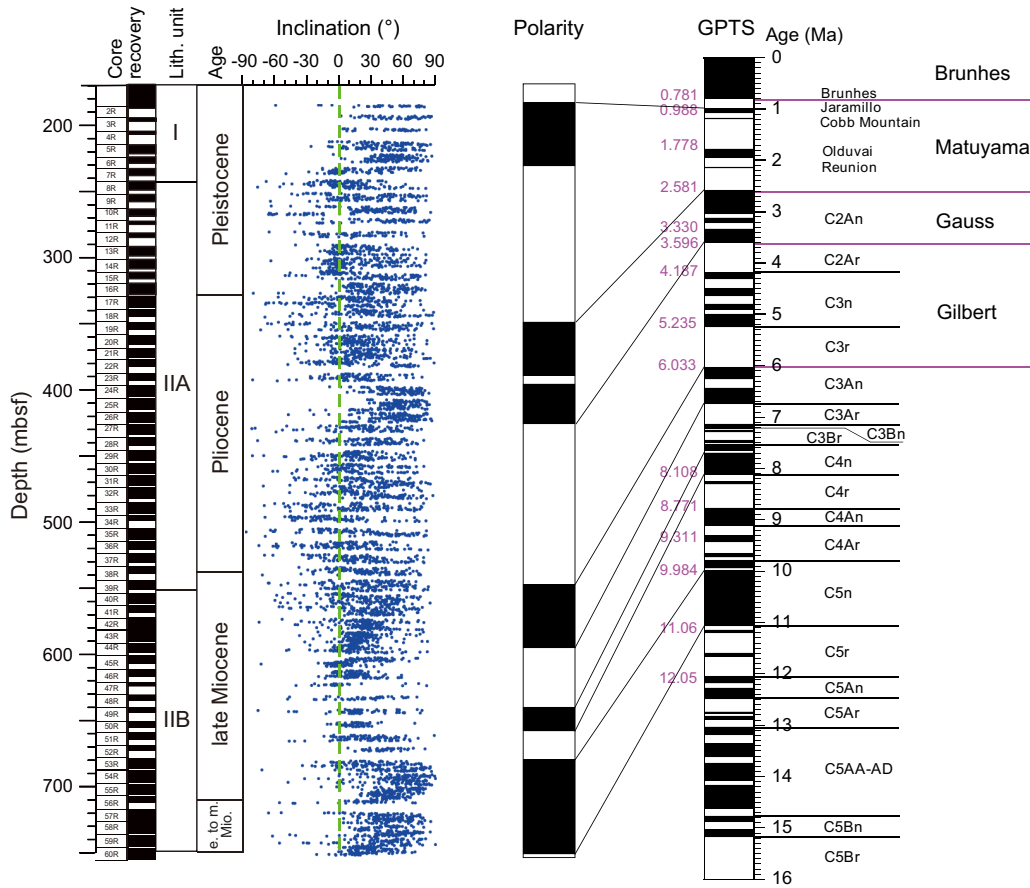 Inclination (°)
Polarity
GPTS
Age (Ma)
Core
recovery
Lith. unit
Age
-90
-30
0
30
60
90
Depth (mbsf)
200
300
400
500
600
700
2R
3R
4R
5R
6R
7R
8R
9R
10R
11R
12R
13R
14R
15R
16R
17R
18R
19R
20R
21R
22R
23R
24R
25R
26R
27R
28R
29R
30R
31R
32R
33R
34R
35R
36R
37R
38R
39R
40R
41R
42R
43R
44R
45R
46R
47R
48R
49R
50R
51R
52R
53R
54R
55R
56R
57R
58R
59R
60R
I
IIA
IIB
Pleistocene
Pliocene
late Miocene
e. to m.
Mio.
0.781
0.988
1.778
2.581
3.330
3.596
4.187
5.235
6.033
8.108
8.771
9.311
9.984
11.06
12.05
0
1
2
3
4
5
6
7
8
9
10
11
12
13
14
15
16
Brunhes
Jaramillo
Cobb Mountain
Olduvai
Reunion
C2An
C2Ar
C3n
C3r
C3An
C3Ar
C3Bn
C3Br
C4n
C4r
C4An
C4Ar
C5n
C5r
C5An
C5Ar
C5AA-AD
C5Bn
C5Br
Brunhes
Matuyama
Gauss
Gilbert